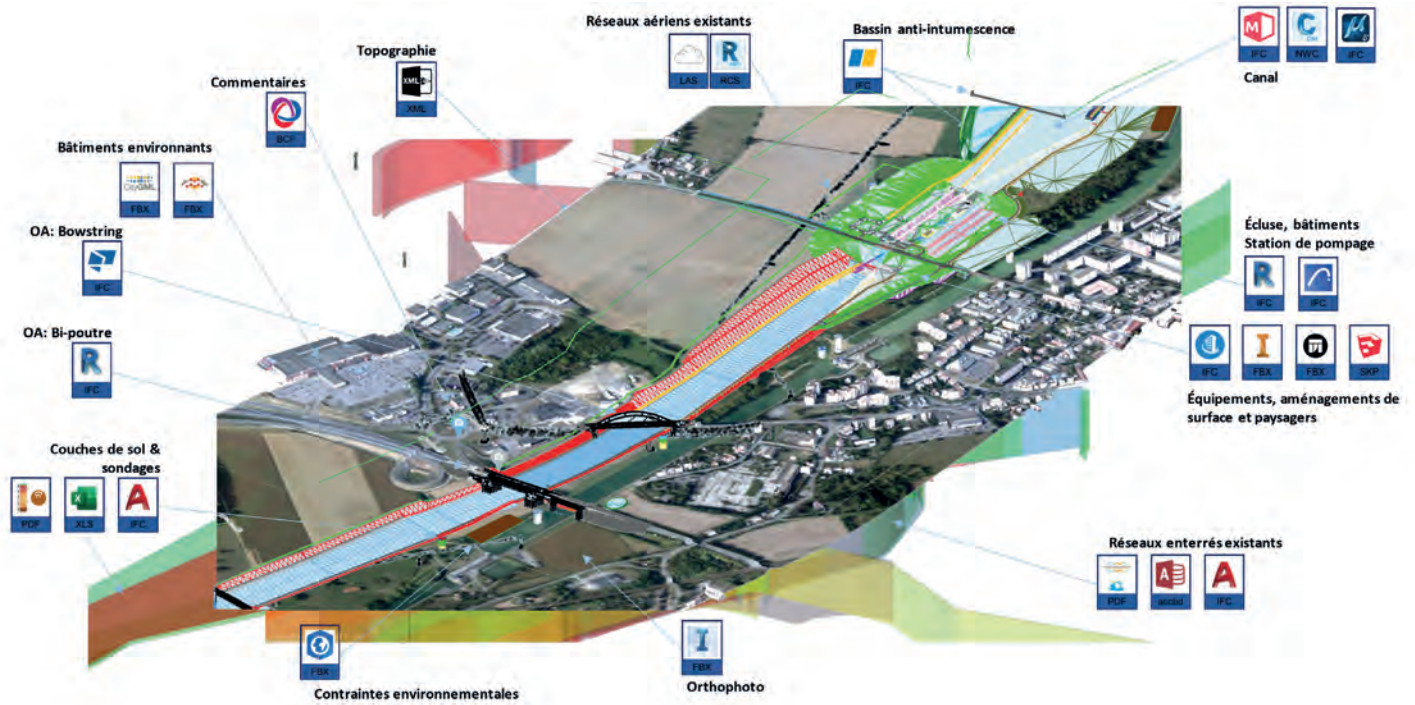 Réseaux aériens existants
LAS
RCS
Bassin anti-intumescence
IFC
M
IFC
C
NWC
IFC
Canal
Topographie
XML
XML
Commentaires
BCF
Bâtiments environnants
CityGML
FBX
FBX
OA: Bowstring
IFC
OA: Bi-poutre
R
IFC
Couches de sol &
sondages
PDF
X
XLS
A
IFC
Écluse, bâtiments
Station de pompage
R
IFC
IFC
IFC
I
FBX
FBX
SKP
Équipements, aménagements de
surface et paysagers
Réseaux enterrés existants
PDF
A
accbd
A
IFC
FBX
Contraintes environnementales
I
FBX
Orthophoto